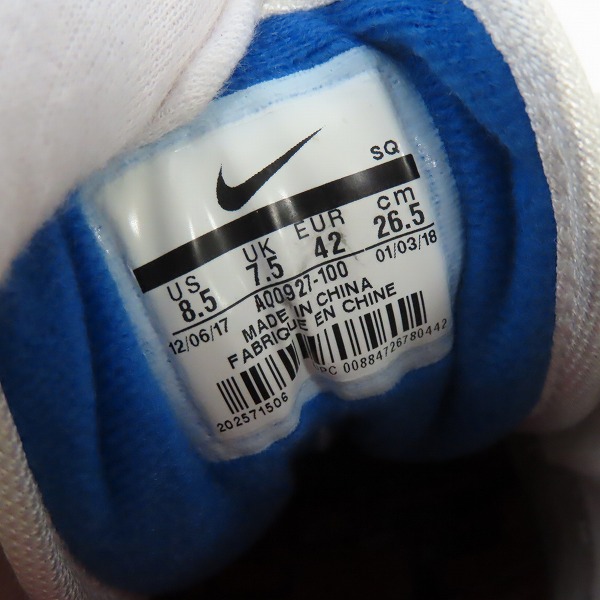 SQ
US UK EUR cm
8.5 7.5 42 26.5
12/06/17 AO0927-100 01/03/18
MADE IN CHINA
FABRIQUE EN CHINE
202571506 UPC 00884726780442